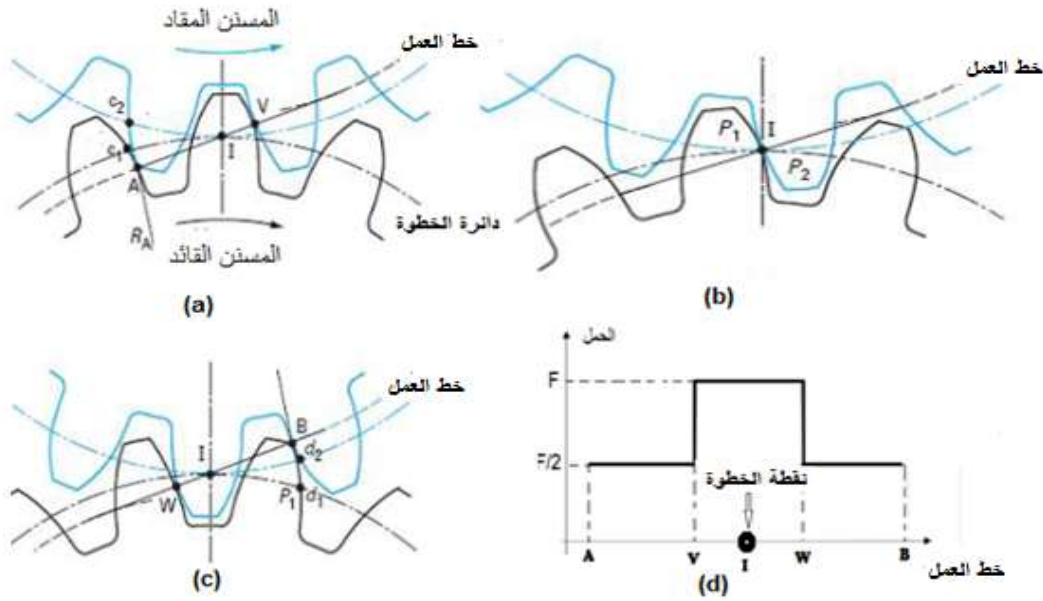 المسنن المقاد
خط العمل
c2
c1
V
I
A
RA
دائرة الخطوة
المسنن القائد
(a)
خط العمل
P1
I
P2
(b)
خط العمل
I
B
d2
W
P1
d1
(c)
الحمل
F
F/2
نقطة الخطوة
A
V
I
W
B
خط العمل
(d)